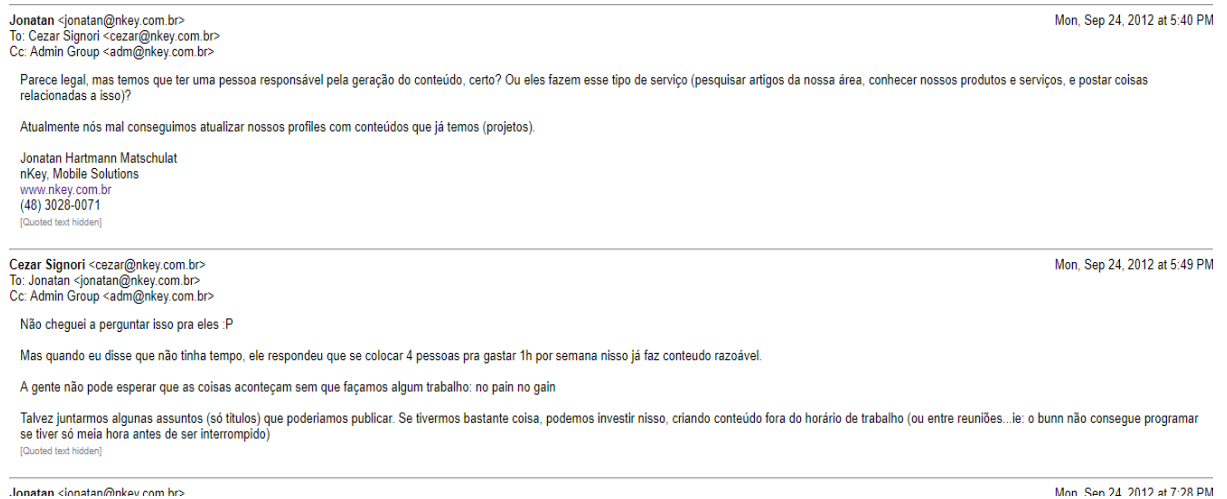 Jonatan <jonatan@nkey.com.br> Mon, Sep 24, 2012 at 5:40 PM
To: Cezar Signori <cezar@nkey.com.br>
Cc: Admin Group <adm@nkey.com.br>
Parece legal, mas temos que ter uma pessoa responsável pela geração do conteúdo, certo? Ou eles fazem esse tipo de serviço (pesquisar artigos da nossa área, conhecer nossos produtos e serviços, e postar coisas
relacionadas a isso)?
Atualmente nós mal conseguimos atualizar nossos profiles com conteúdos que já temos (projetos).
Jonatan Hartmann Matschulat
nKey, Mobile Solutions
www.nkey.com.br
(48) 3028-0071
[Quoted text hidden]
Cezar Signori <cezar@nkey.com.br> Mon, Sep 24, 2012 at 5:49 PM
To: Jonatan <jonatan@nkey.com.br>
Cc: Admin Group <adm@nkey.com.br>
Não cheguei a perguntar isso pra eles :P
Mas quando eu disse que não tinha tempo, ele respondeu que se colocar 4 pessoas pra gastar 1h por semana nisso já faz conteudo razoável.
A gente não pode esperar que as coisas aconteçam sem que façamos algum trabalho: no pain no gain
Talvez juntarmos algumas assuntos (só titulos) que poderiamos publicar. Se tivermos bastante coisa, podemos investir nisso, criando conteúdo fora do horário de trabalho (ou entre reuniões...ie: o bunn não consegue programar
se tiver só meia hora antes de ser interrompido)
[Quoted text hidden]
Jonatan <jonatan@nkey.com.br> Mon, Sep 24, 2012 at 7:28 PM